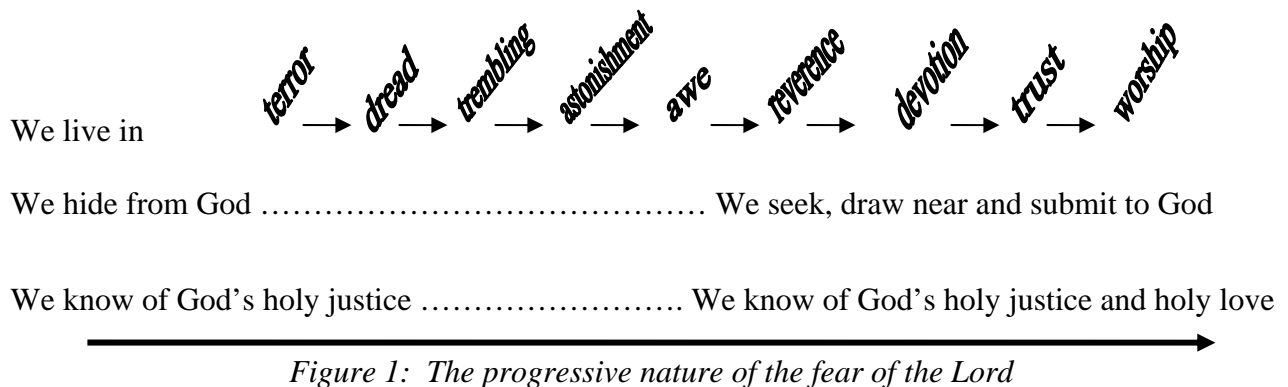 We live in terror → dread → trembling → astonishment → awe → reverence → devotion → trust → worship
We hide from God ………………………………… We seek, draw near and submit to God
We know of God’s holy justice ……………………. We know of God’s holy justice and holy love
Figure 1: The progressive nature of the fear of the Lord